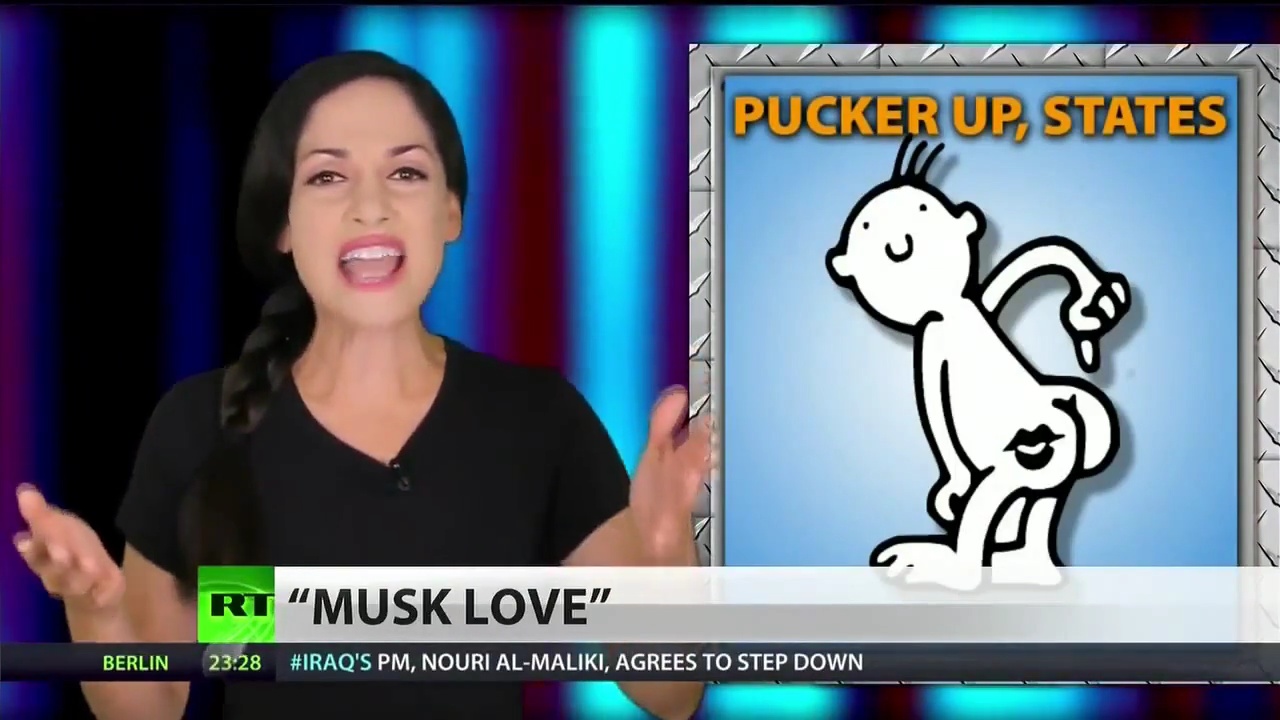 PUCKER UP, STATES
RT
“MUSK LOVE”
BERLIN 23:28 #IRAQ'S PM, NOURI AL-MALIKI, AGREES TO STEP DOWN